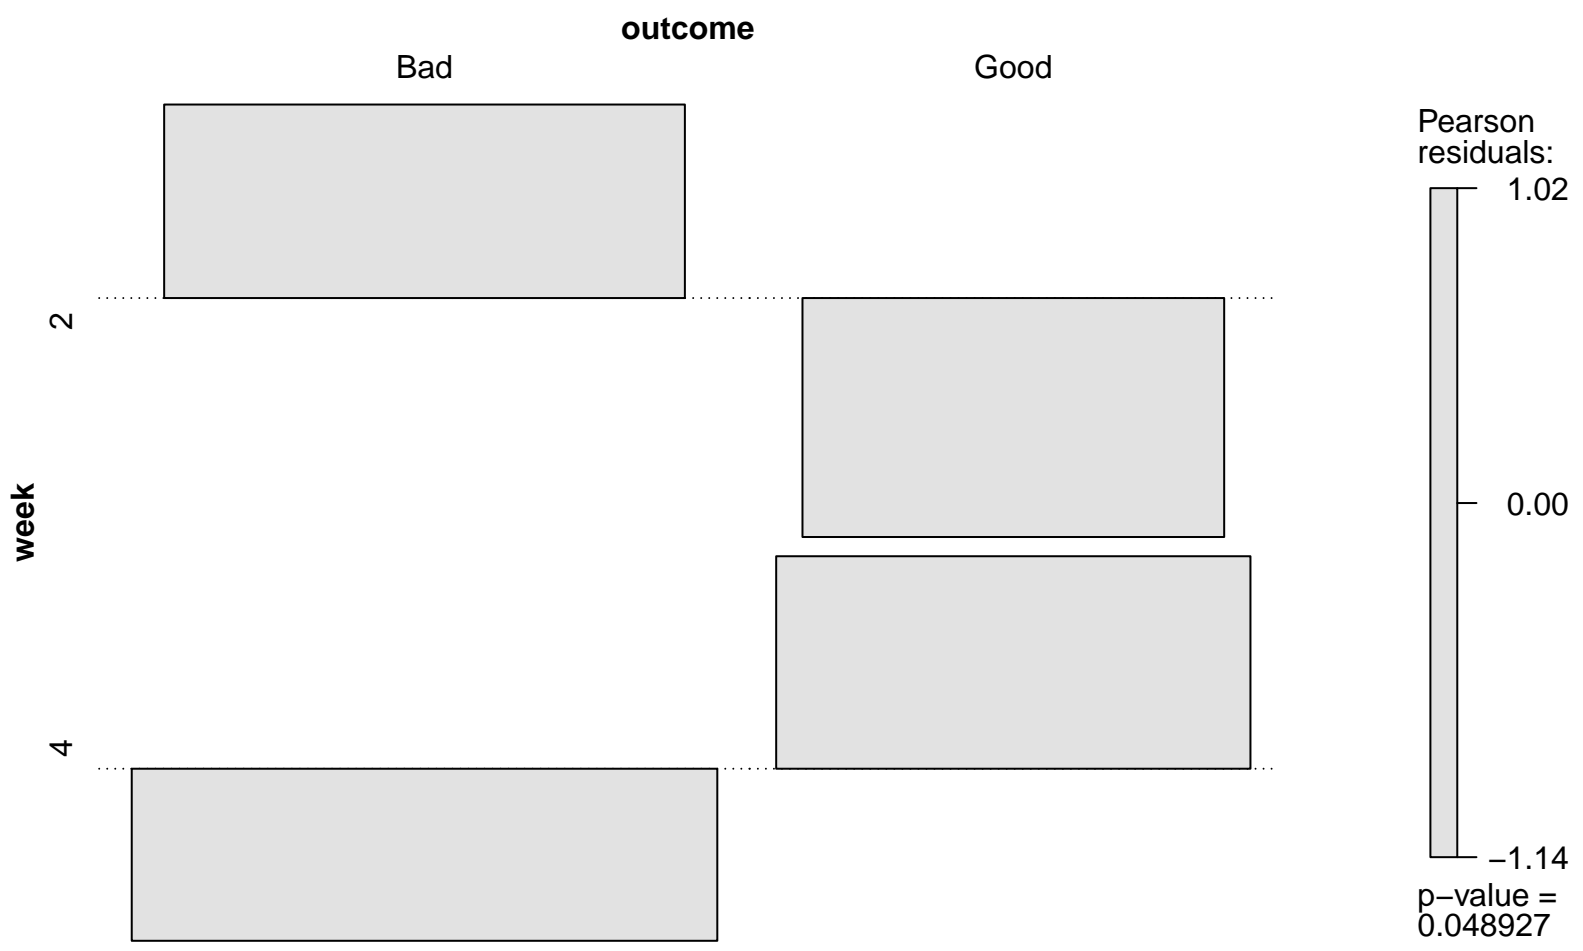 outcome
Bad
Good
2
4
week
Pearson
residuals:
1.02
0.00
−1.14
p−value =
0.048927